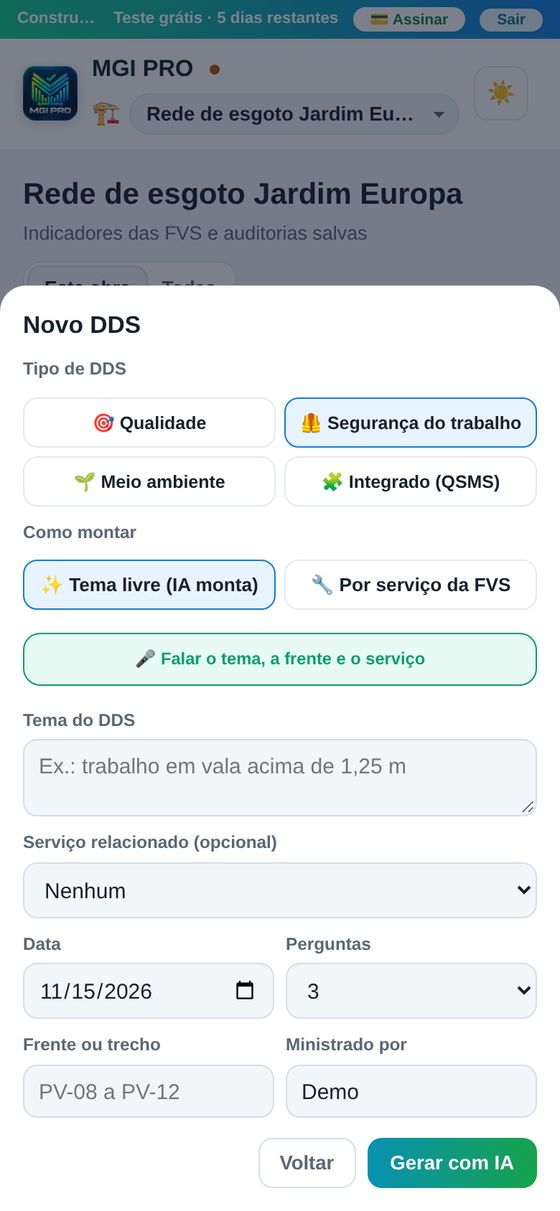 Constru… Teste grátis · 5 dias restantes 💳 Assinar Sair
MGI PRO
MGI PRO
🏗️ Rede de esgoto Jardim Eu…
Rede de esgoto Jardim Europa
Indicadores das FVS e auditorias salvas
Novo DDS
Tipo de DDS
🎯 Qualidade
🦺 Segurança do trabalho
🌱 Meio ambiente
🧩 Integrado (QSMS)
Como montar
✨ Tema livre (IA monta)
🔧 Por serviço da FVS
🎤 Falar o tema, a frente e o serviço
Tema do DDS
Ex.: trabalho em vala acima de 1,25 m
Serviço relacionado (opcional)
Nenhum
Data
Perguntas
11/15/2026
3
Frente ou trecho
Ministrado por
PV-08 a PV-12
Demo
Voltar
Gerar com IA